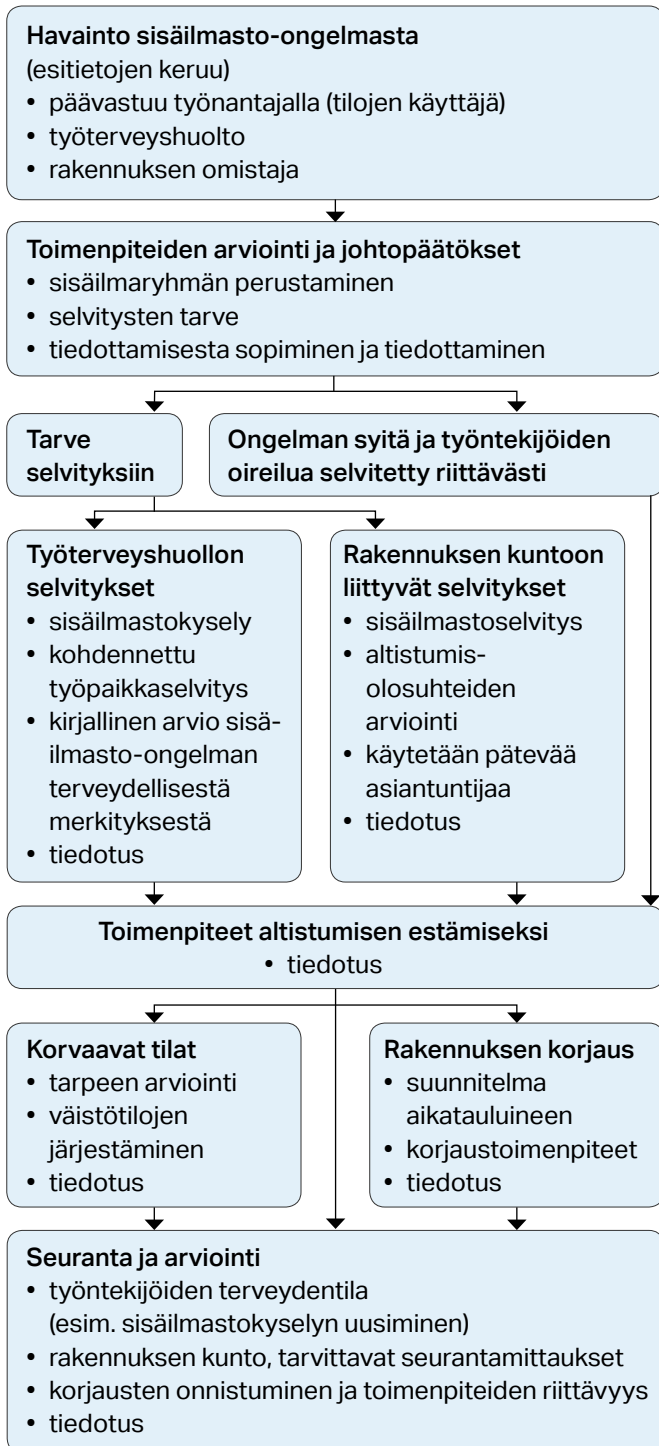 Havainto sisäilmasto-ongelmasta
(esitietojen keruu)
• päävastuu työnantajalla (tilojen käyttäjä)
• työterveyshuolto
• rakennuksen omistaja
Toimenpiteiden arviointi ja johtopäätökset
• sisäilmaryhmän perustaminen
• selvitysten tarve
• tiedottamisesta sopiminen ja tiedottaminen
Tarve
selvityksiin
Ongelman syitä ja työntekijöiden
oireilua selvitetty riittävästi
Työterveyshuollon
selvitykset
• sisäilmastokysely
• kohdennettu
työpaikkaselvitys
• kirjallinen arvio sisä-
ilmasto-ongelman
terveydellisestä
merkityksestä
• tiedotus
Rakennuksen kuntoon
liittyvät selvitykset
• sisäilmastoselvitys
• altistumis-
olosuhteiden
arviointi
• käytetään pätevää
asiantuntijaa
• tiedotus
Toimenpiteet altistumisen estämiseksi
• tiedotus
Korvaavat tilat
• tarpeen arviointi
• väistötilojen
järjestäminen
• tiedotus
Rakennuksen korjaus
• suunnitelma
aikatauluineen
• korjaustoimenpiteet
• tiedotus
Seuranta ja arviointi
• työntekijöiden terveydentila
(esim. sisäilmastokyselyn uusiminen)
• rakennuksen kunto, tarvittavat seurantamittaukset
• korjausten onnistuminen ja toimenpiteiden riittävyys
• tiedotus